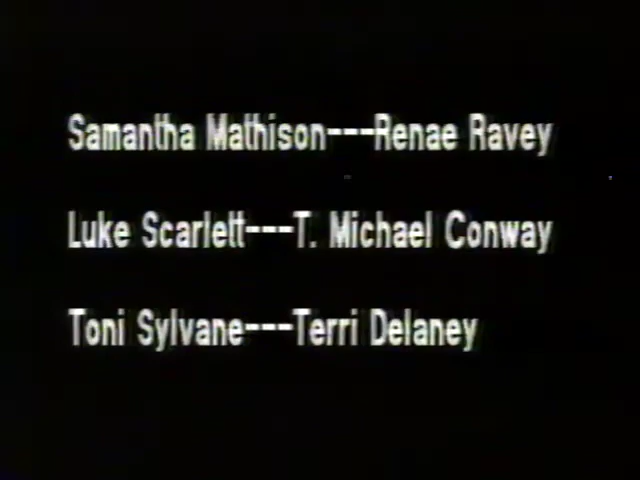 Samantha Mathison---Renae Ravey
Luke Scarlett---T. Michael Conway
Toni Sylvane---Terri Delaney